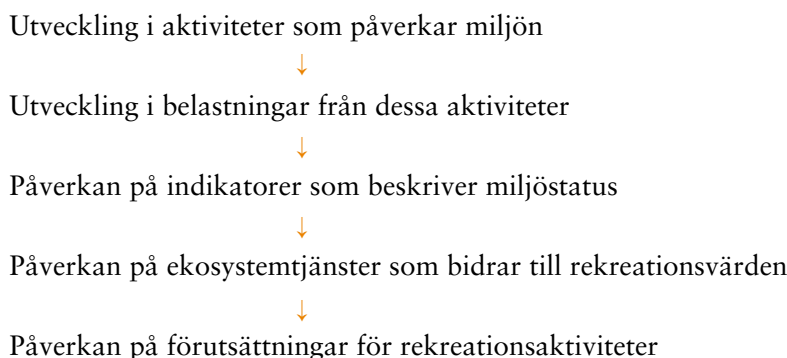 Utveckling i aktiviteter som påverkar miljön
↓
Utveckling i belastningar från dessa aktiviteter
↓
Påverkan på indikatorer som beskriver miljöstatus
↓
Påverkan på ekosystemtjänster som bidrar till rekreationsvärden
↓
Påverkan på förutsättningar för rekreationsaktiviteter